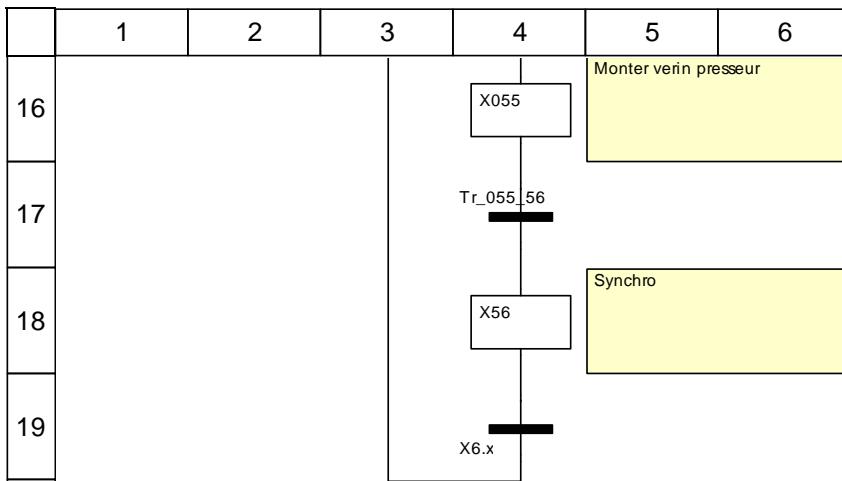 1 2 3 4 5 6
Monter verin presseur
16 X055
Tr_055_56
17
Synchro
18 X56
19
X6.x